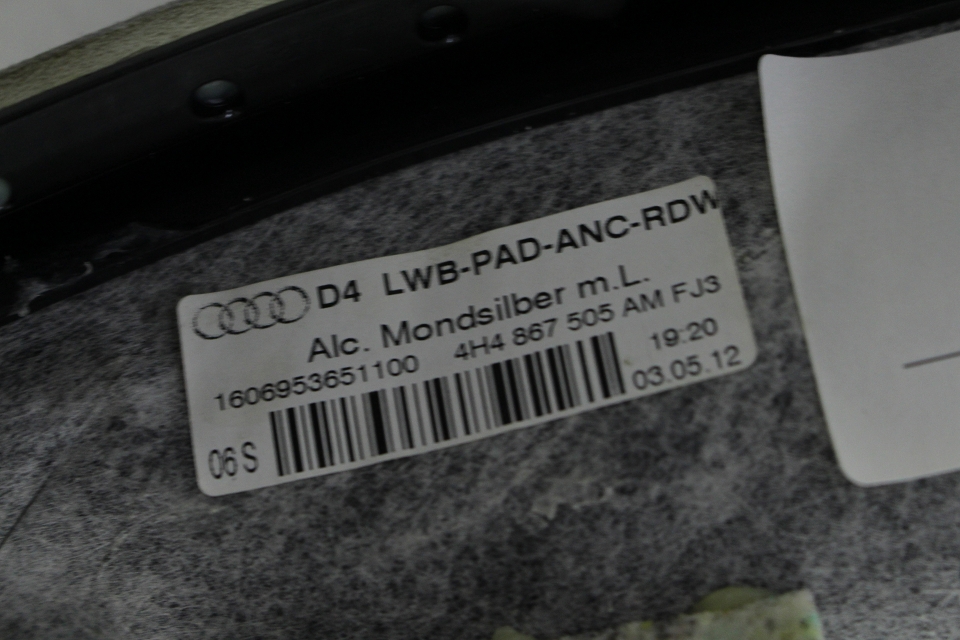 D4 LWB-PAD-ANC-RDW
Alc. Mondsilber m.L.
1606953651100 4H4 867 505 AM FJ3
19:20
06 S 03.05.12